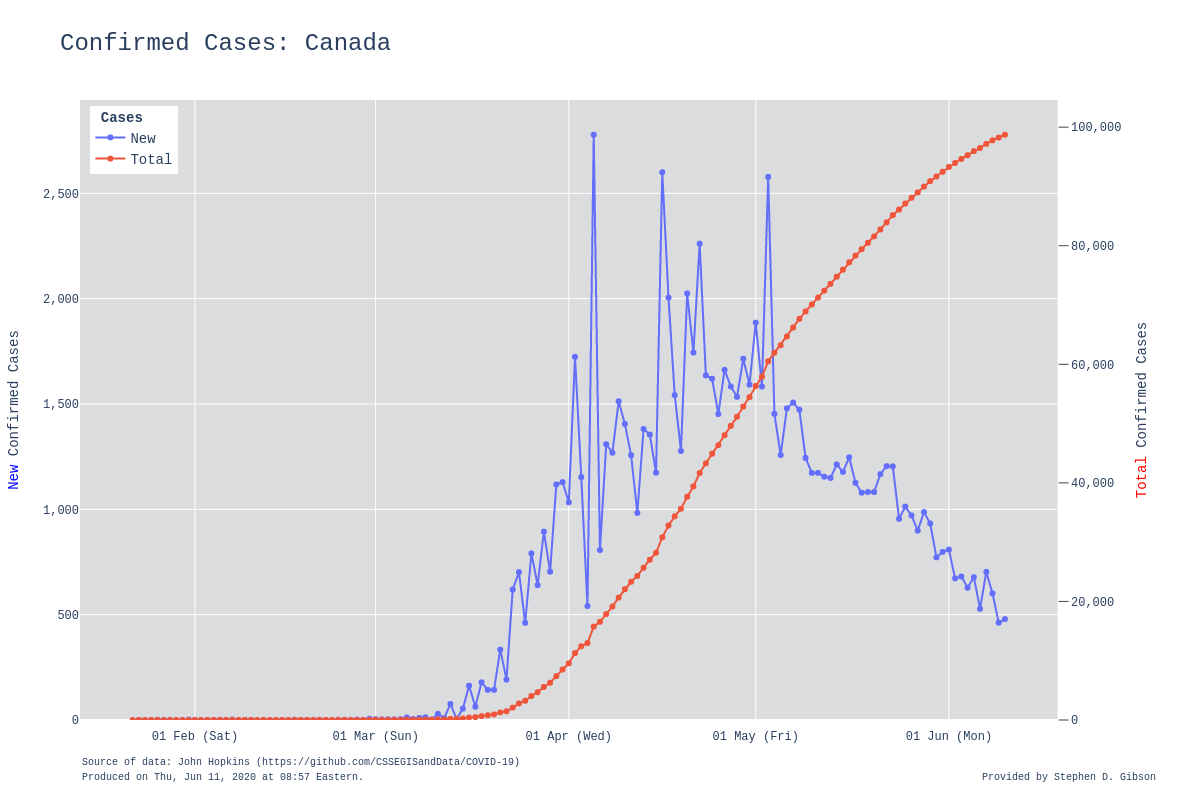 Confirmed Cases: Canada
Cases
New
Total
2,500
2,000
1,500
1,000
500
0
100,000
80,000
60,000
40,000
20,000
0
New Confirmed Cases
Total Confirmed Cases
01 Feb (Sat)
01 Mar (Sun)
01 Apr (Wed)
01 May (Fri)
01 Jun (Mon)
Source of data: John Hopkins (https://github.com/CSSEGISandData/COVID-19)
Produced on Thu, Jun 11, 2020 at 08:57 Eastern.
Provided by Stephen D. Gibson